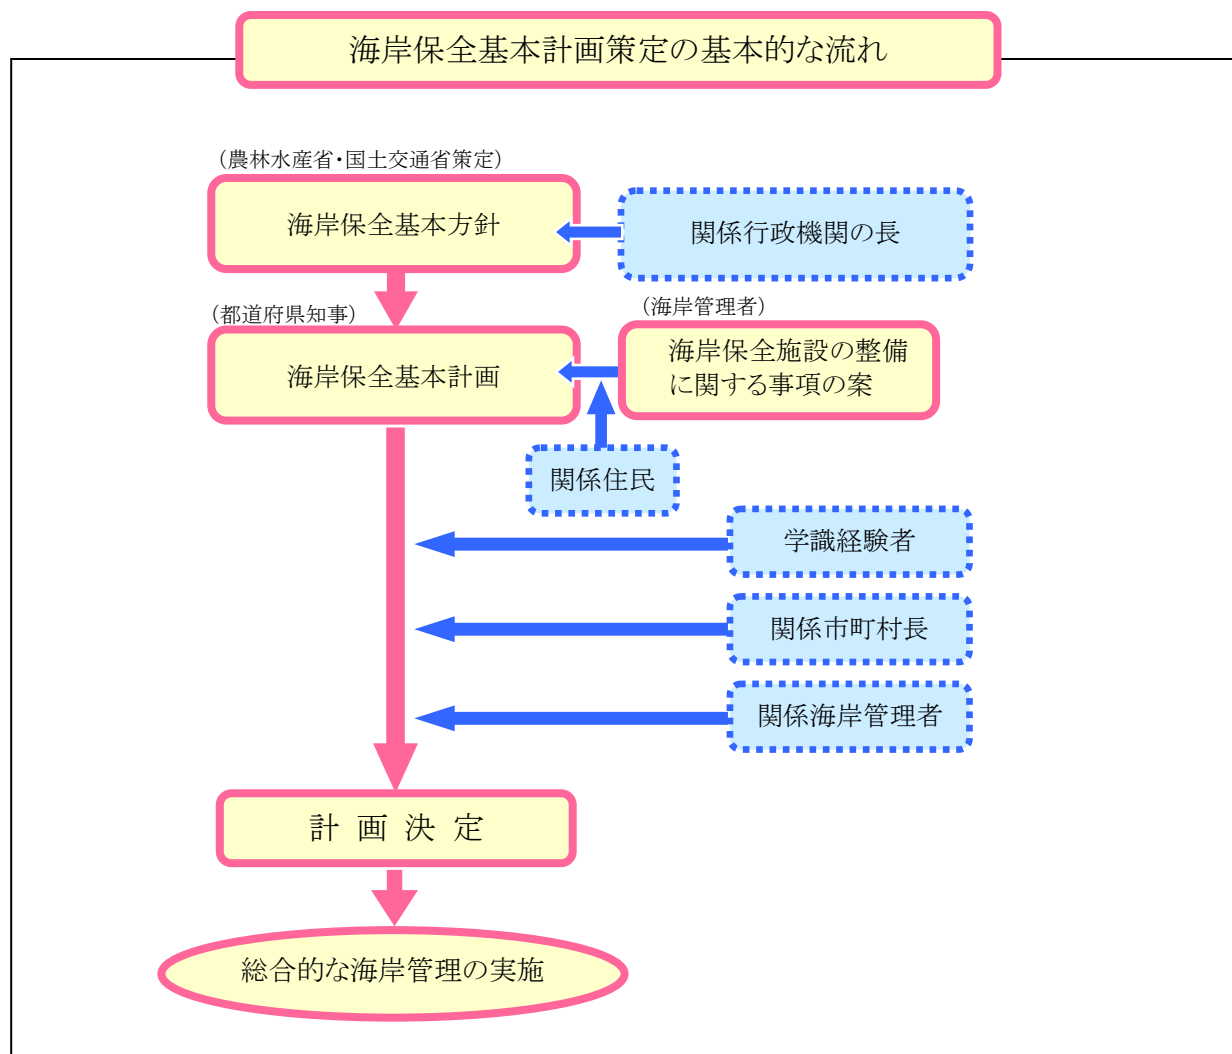 海岸保全基本計画策定の基本的な流れ
（農林水産省・国土交通省策定）
海岸保全基本方針
関係行政機関の長
（都道府県知事）
（海岸管理者）
海岸保全基本計画
海岸保全施設の整備
に関する事項の案
関係住民
学識経験者
関係市町村長
関係海岸管理者
計 画 決 定
総合的な海岸管理の実施